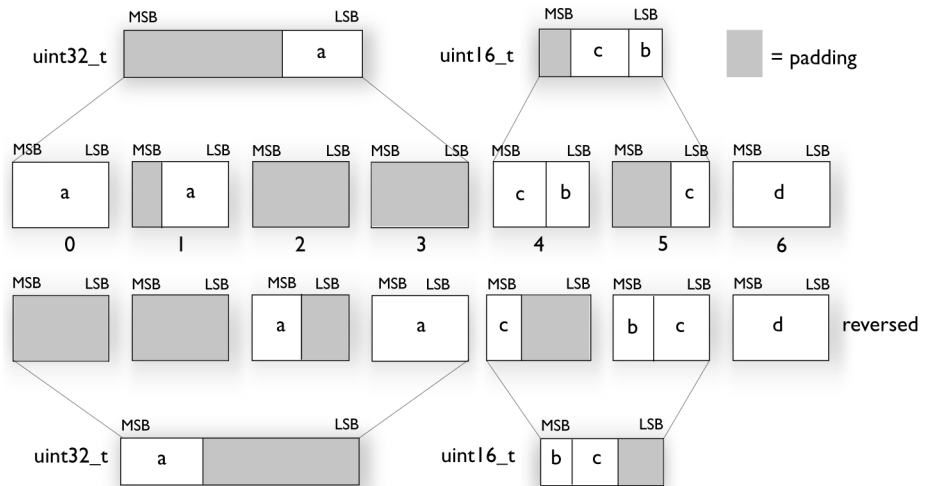 MSB LSB MSB LSB
uint32_t a uint16_t c b = padding
MSB LSB MSB LSB MSB LSB MSB LSB MSB LSB MSB LSB MSB LSB
a a c b c d
0 1 2 3 4 5 6
MSB LSB MSB LSB MSB LSB MSB LSB MSB LSB MSB LSB MSB LSB
a a c b c d reversed
MSB LSB MSB LSB
uint32_t a uint16_t b c